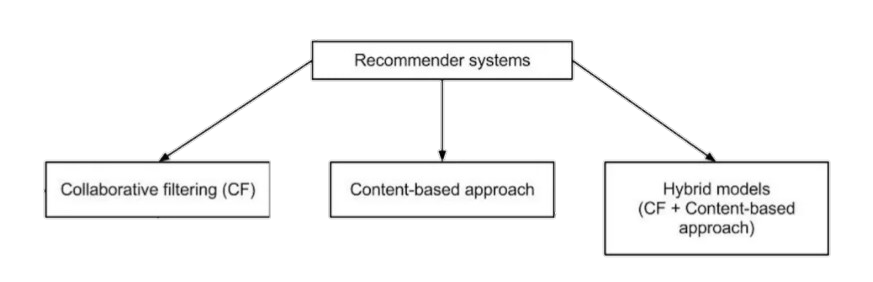 Recommender systems
Collaborative filtering (CF)
Content-based approach
Hybrid models
(CF + Content-based
approach)